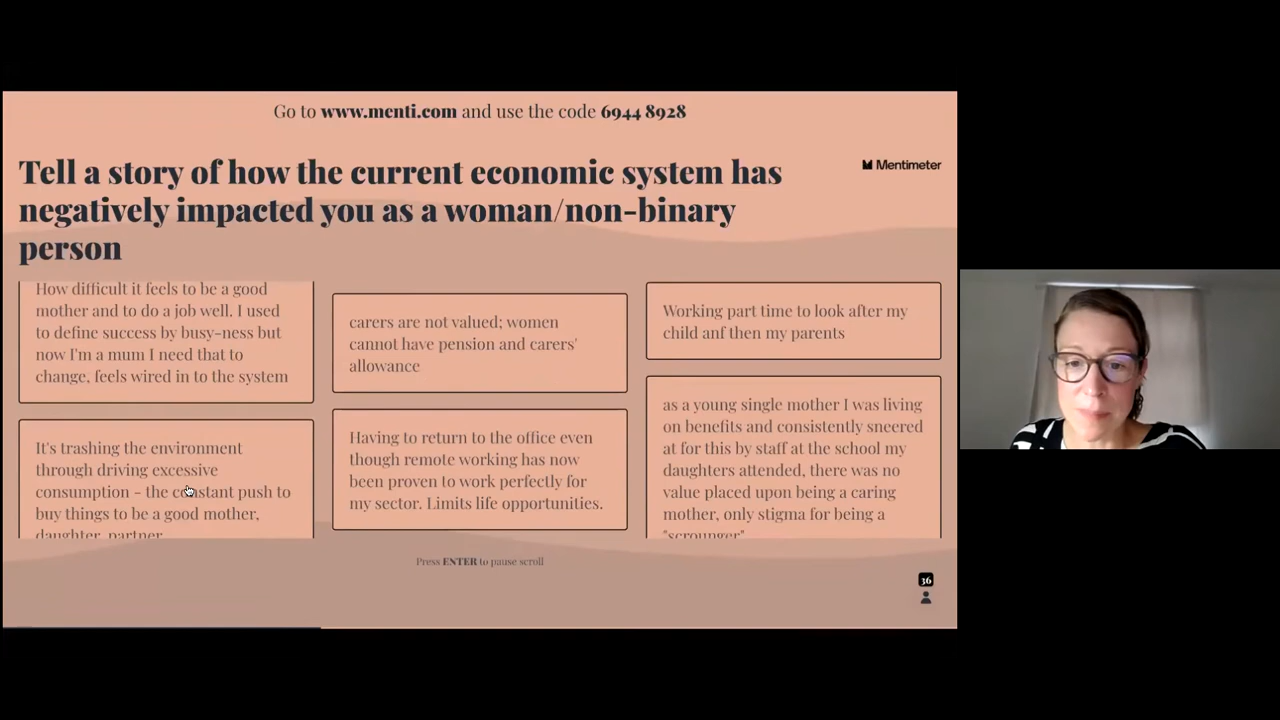 Go to www.menti.com and use the code 6944 8928
Mentimeter
Tell a story of how the current economic system has
negatively impacted you as a woman/non-binary
person
How difficult it feels to be a good
mother and to do a job well. I used
to define success by busy-ness but
now I'm a mum I need that to
change, feels wired in to the system
It's trashing the environment
through driving excessive
consumption - the constant push to
buy things to be a good mother,
daughter, partner
carers are not valued; women
cannot have pension and carers'
allowance
Having to return to the office even
though remote working has now
been proven to work perfectly for
my sector. Limits life opportunities.
Working part time to look after my
child anf then my parents
as a young single mother I was living
on benefits and consistently sneered
at for this by staff at the school my
daughters attended, there was no
value placed upon being a caring
mother, only stigma for being a
"scrounger"
Press ENTER to pause scroll
36